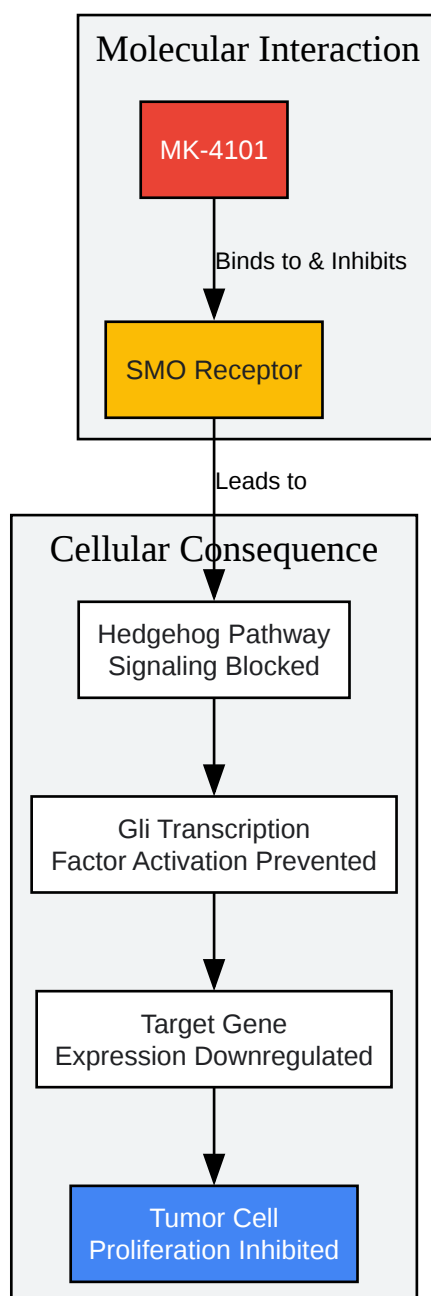 Molecular Interaction
MK-4101
Binds to & Inhibits
SMO Receptor
Leads to
Cellular Consequence
Hedgehog Pathway
Signaling Blocked
Gli Transcription
Factor Activation Prevented
Target Gene
Expression Downregulated
Tumor Cell
Proliferation Inhibited